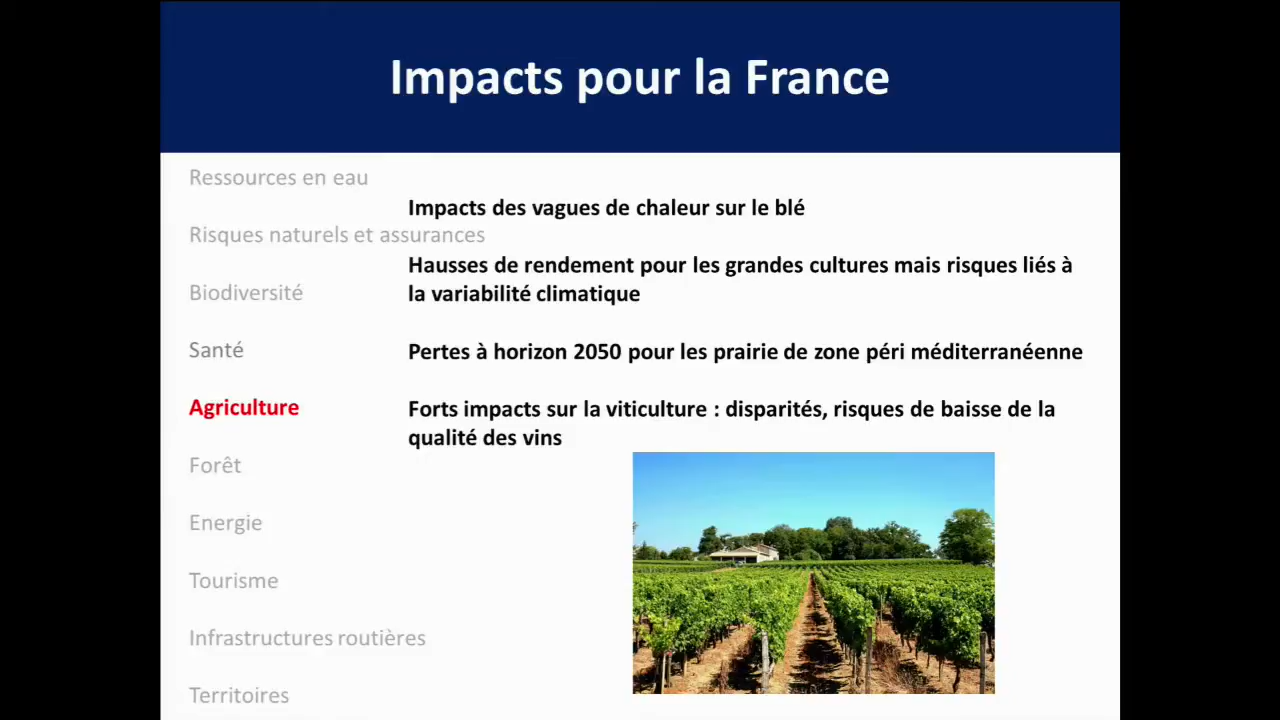 Impacts pour la France
Ressources en eau
Impacts des vagues de chaleur sur le blé
Risques naturels et assurances
Hausses de rendement pour les grandes cultures mais risques liés à
la variabilité climatique
Biodiversité
Santé
Pertes à horizon 2050 pour les prairie de zone péri méditerranéenne
Agriculture
Forts impacts sur la viticulture : disparités, risques de baisse de la
qualité des vins
Forêt
Energie
Tourisme
Infrastructures routières
Territoires